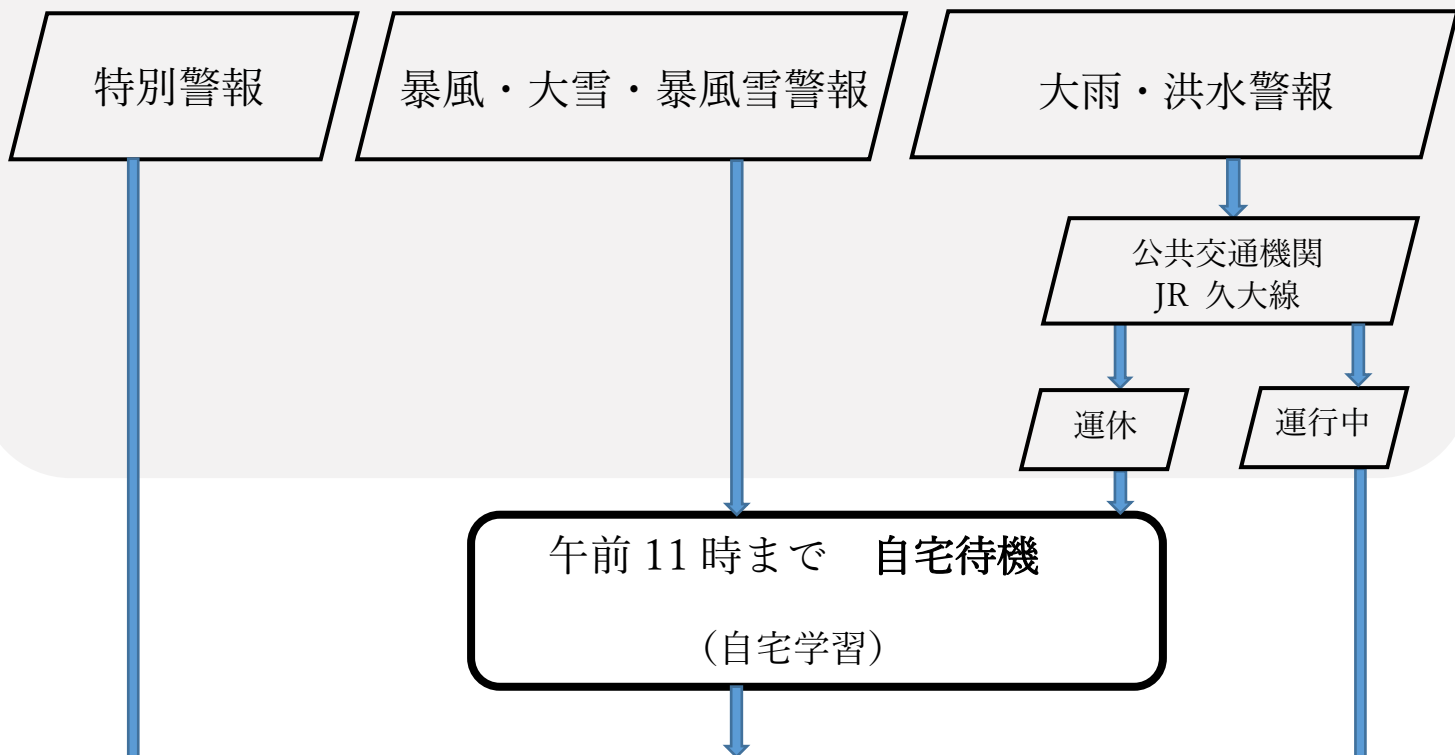 特別警報
暴風・大雪・暴風雪警報
大雨・洪水警報
公共交通機関
JR 久大線
運休
運行中
午前 11 時まで　自宅待機
（自宅学習）